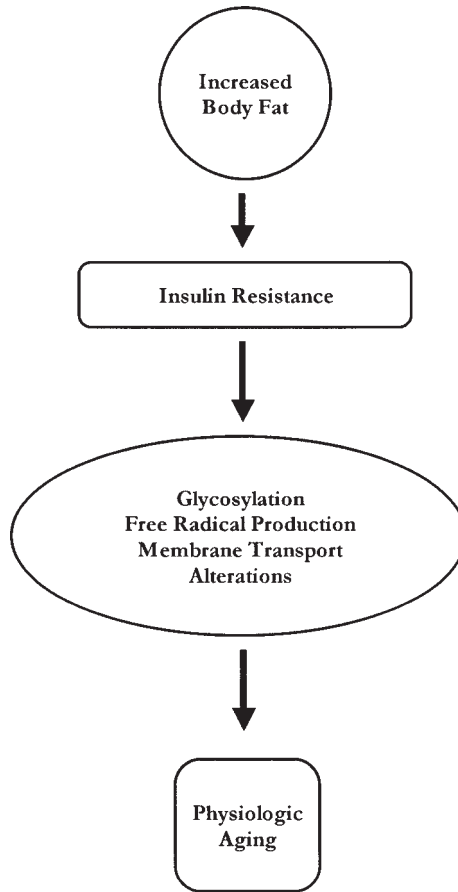 Increased
Body Fat
Insulin Resistance
Glycosylation
Free Radical Production
Membrane Transport
Alterations
Physiologic
Aging